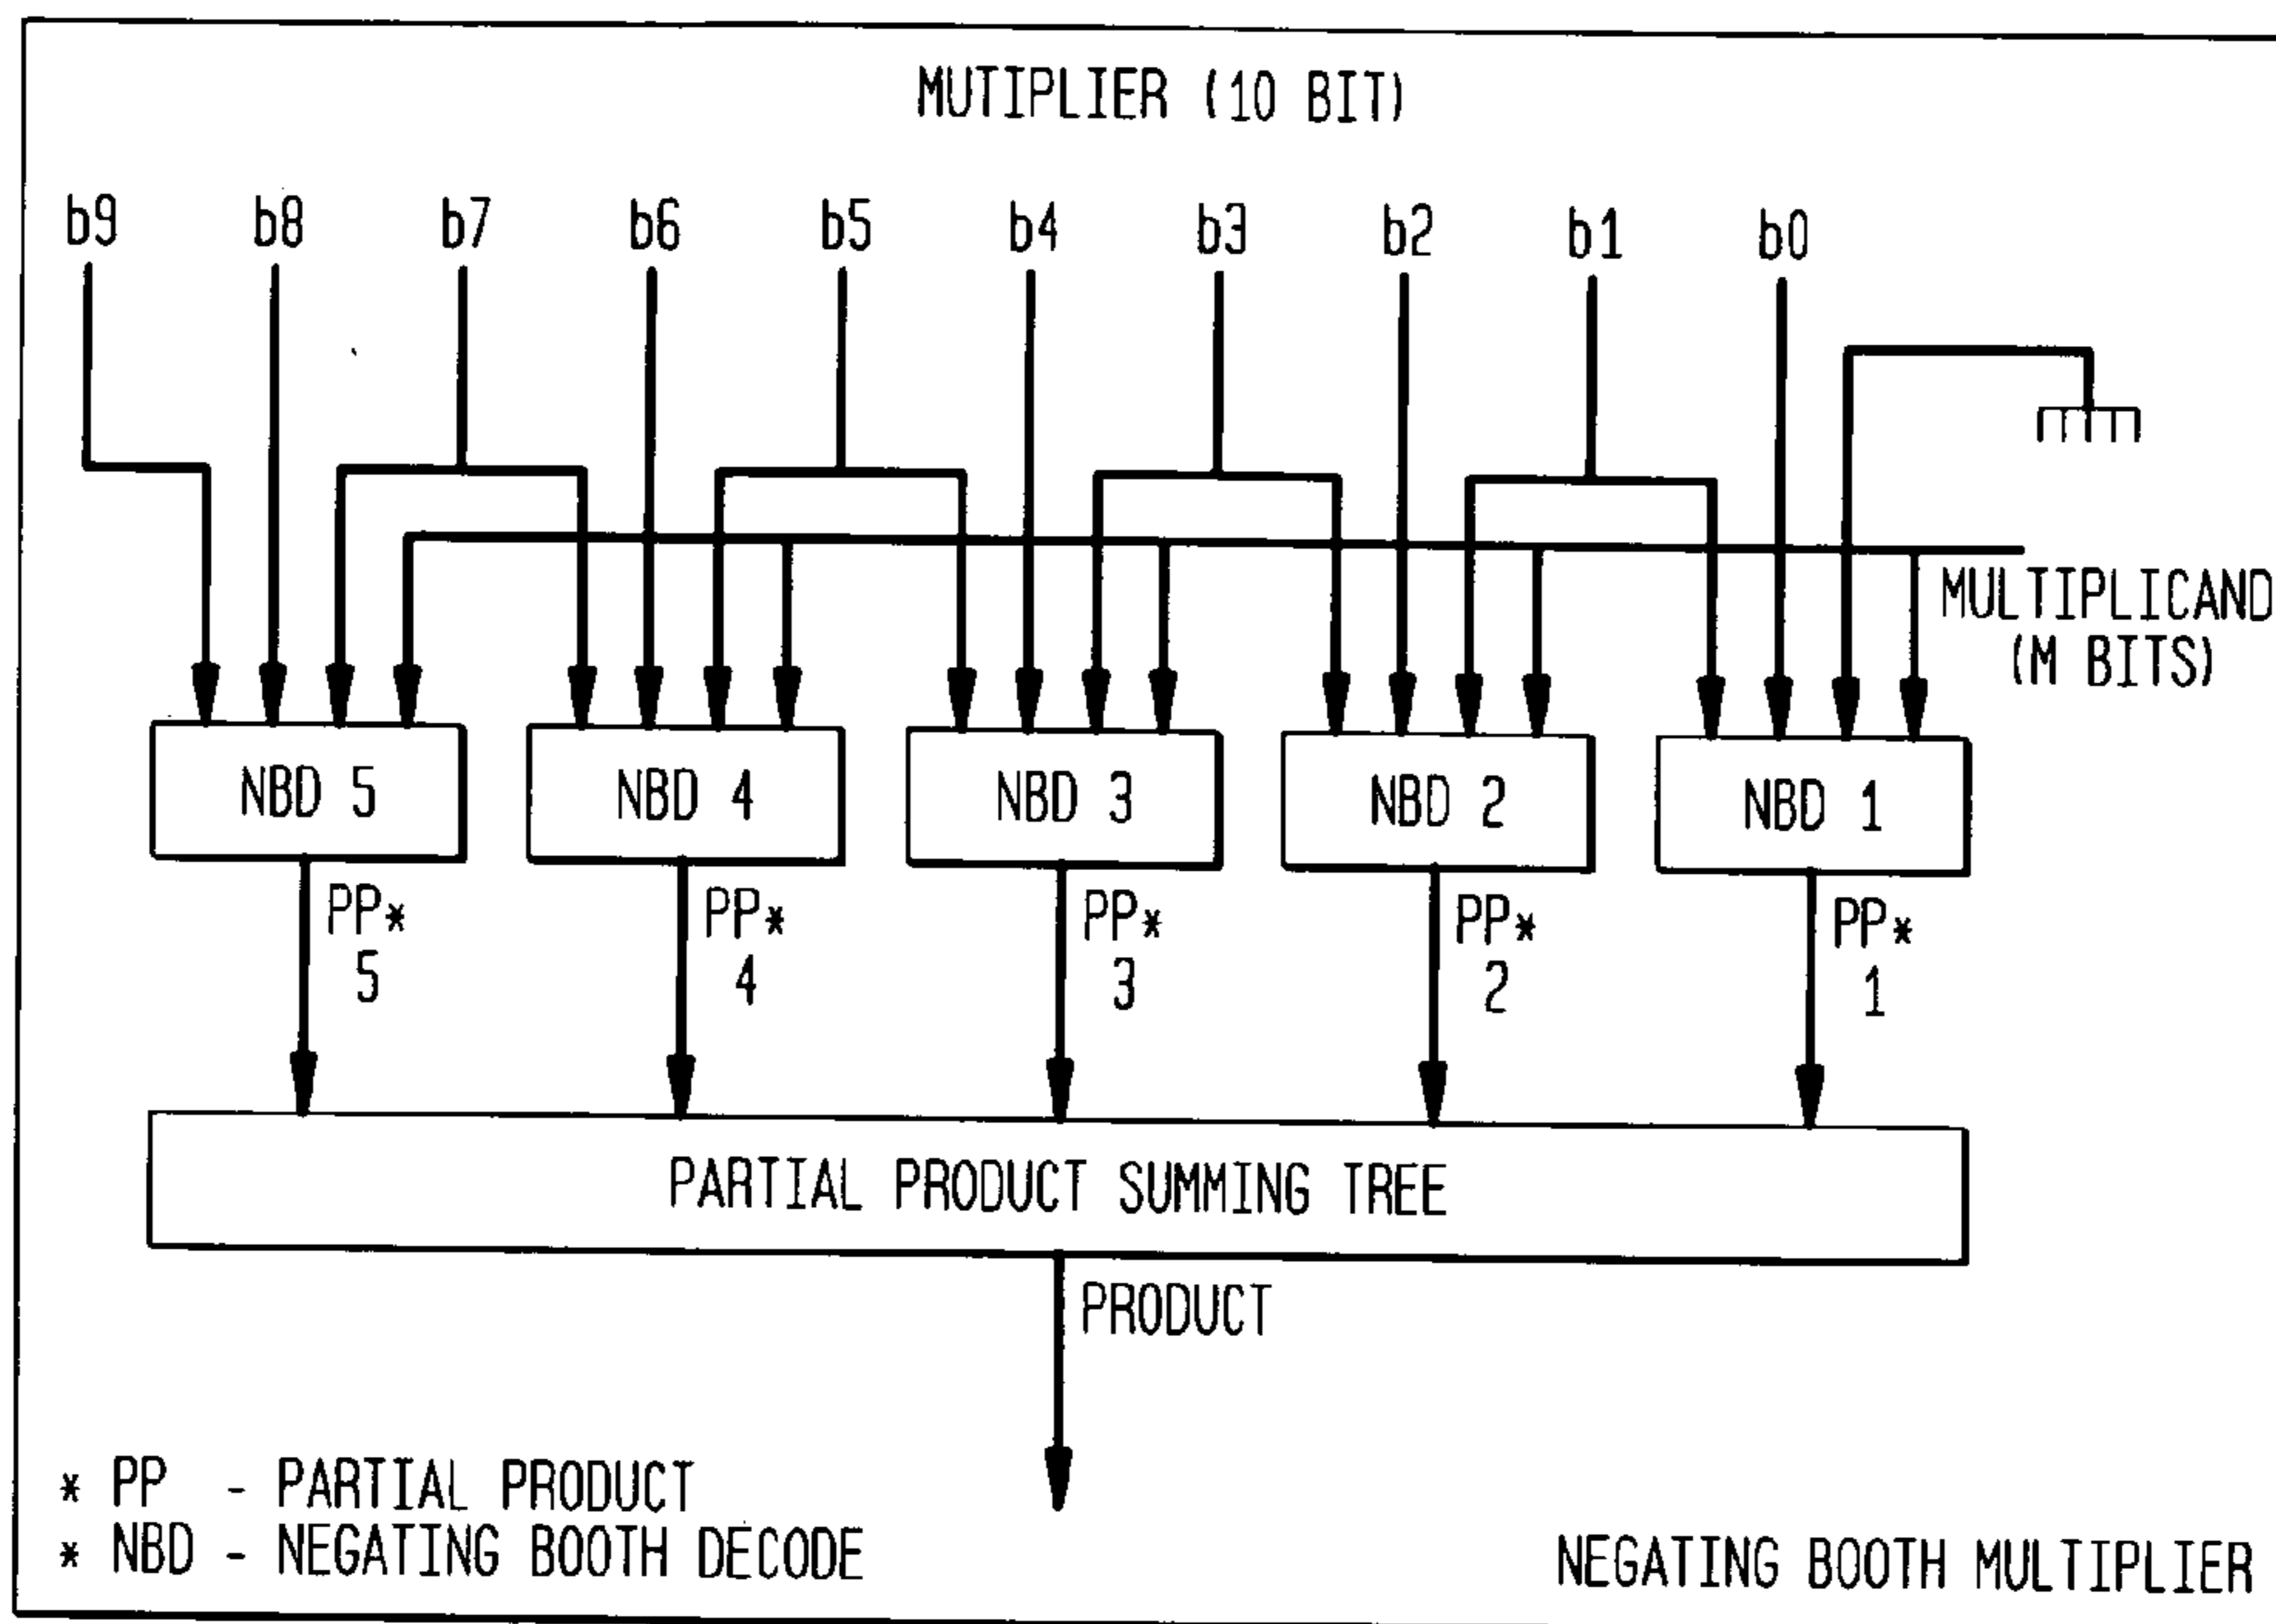 MUTIPLIER (10 BIT)
b9 b8 b7 b6 b5 b4 b3 b2 b1 b0
MULTIPLICAND
(M BITS)
NBD 5 NBD 4 NBD 3 NBD 2 NBD 1
PP* PP* PP* PP* PP*
5 4 3 2 1
PARTIAL PRODUCT SUMMING TREE
PRODUCT
* PP - PARTIAL PRODUCT
* NBD - NEGATING BOOTH DECODE
NEGATING BOOTH MULTIPLIER